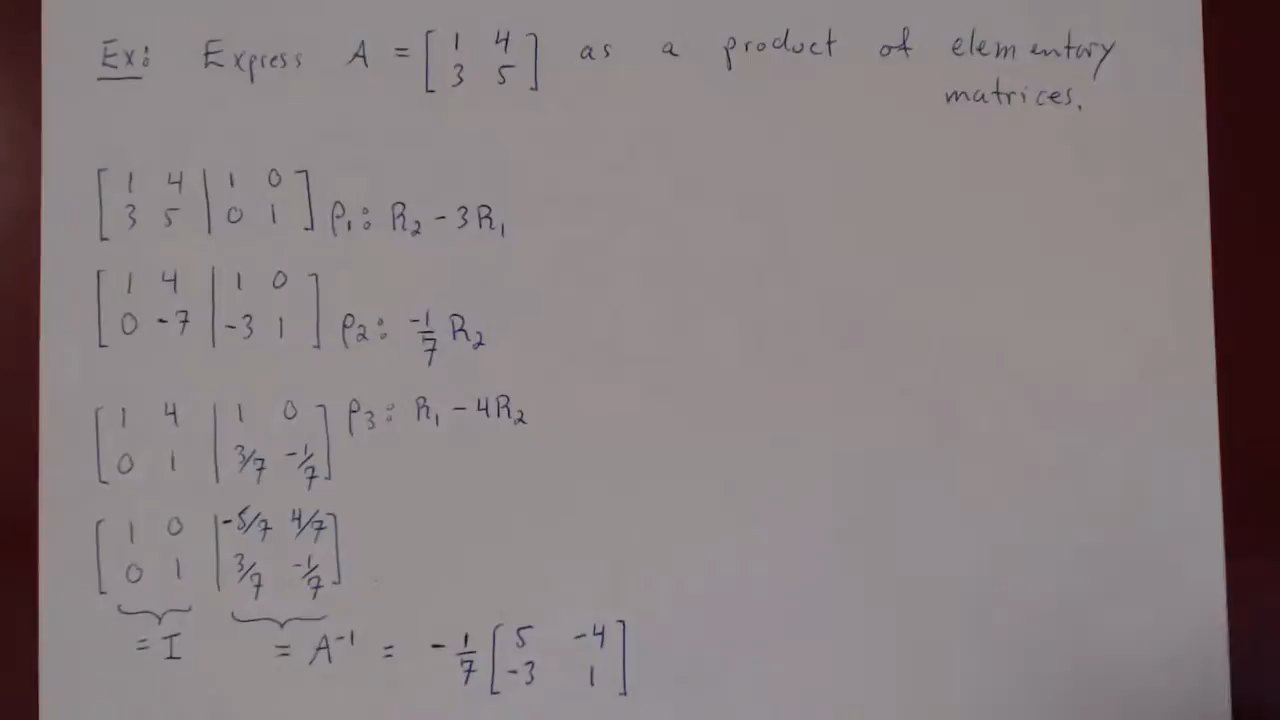 Ex: Express A = [ 1 4 ] as a product of elementary
[ 3 5 ] matrices.
[ 1 4 | 1 0 ]
[ 3 5 | 0 1 ] ρ1: R2 - 3R1
[ 1 4 | 1 0 ]
[ 0 -7 | -3 1 ] ρ2: -1/7 R2
[ 1 4 | 1 0 ] ρ3: R1 - 4R2
[ 0 1 | 3/7 -1/7 ]
[ 1 0 | -5/7 4/7 ]
[ 0 1 | 3/7 -1/7 ]
= I = A⁻¹ = - 1/7 [ 5 -4 ]
[ -3 1 ]